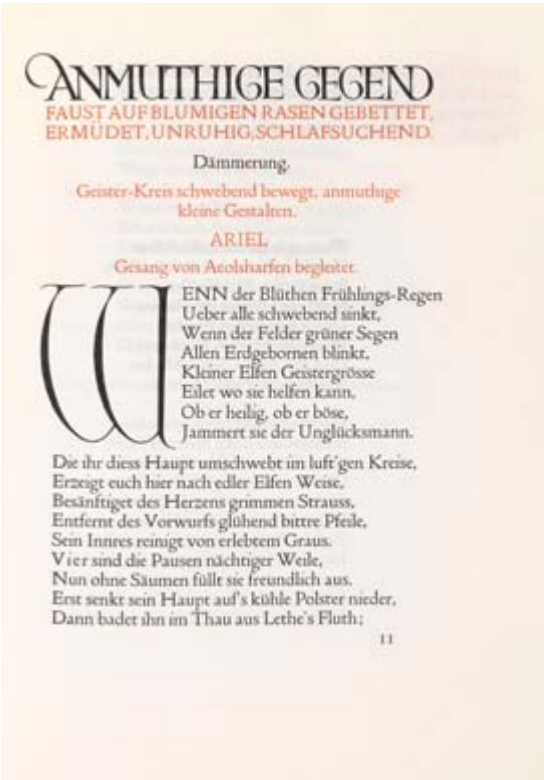 ANMUTHIGE GEGEND
FAUST AUF BLUMIGEN RASEN GEBETTET,
ERMÜDET, UNRUHIG, SCHLAFSUCHEND.
Dämmerung.
Geister-Kreis schwebend bewegt, anmuthige
kleine Gestalten.
ARIEL
Gesang von Aeolsharfen begleitet.
WENN der Blüthen Frühlings-Regen
Ueber alle schwebend sinkt,
Wenn der Felder grüner Segen
Allen Erdgebornen blinkt,
Kleiner Elfen Geistergrösse
Eilet wo sie helfen kann,
Ob er heilig, ob er böse,
Jammert sie der Unglücksmann.
Die ihr diess Haupt umschwebt im luft'gen Kreise,
Erzeigt euch hier nach edler Elfen Weise,
Besänftiget des Herzens grimmen Strauss,
Entfernt des Vorwurfs glühend bittre Pfeile,
Sein Innres reinigt von erlebtem Graus.
Vier sind die Pausen nächtiger Weile,
Nun ohne Säumen füllt sie freundlich aus.
Erst senkt sein Haupt auf's kühle Polster nieder,
Dann badet ihn im Thau aus Lethe's Fluth;
11